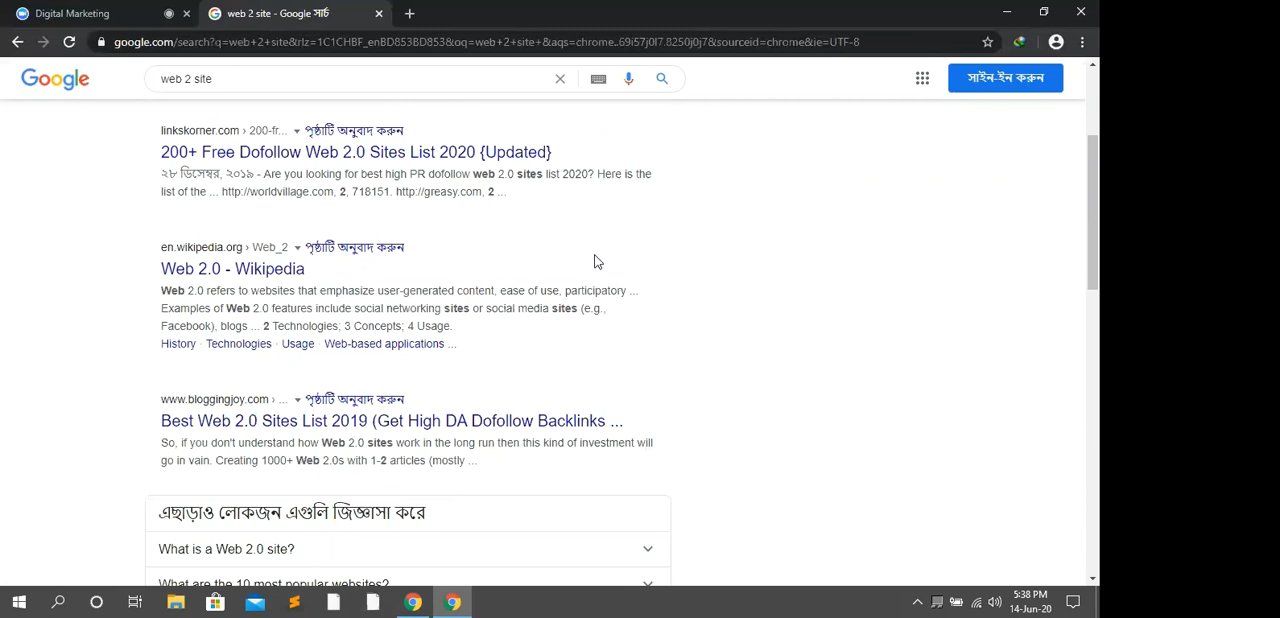 Digital Marketing
web 2 site - Google সার্চ
google.com/search?q=web+2+site&rlz=1C1CHBF_enBD853BD853&oq=web+2+site+&aqs=chrome..69i57j0l7.8250j0j7&sourceid=chrome&ie=UTF-8
Google
web 2 site
সাইন-ইন করুন
linkskorner.com › 200-fr... পৃষ্ঠাটি অনুবাদ করুন
200+ Free Dofollow Web 2.0 Sites List 2020 {Updated}
২৮ ডিসেম্বর, ২০১৯ - Are you looking for best high PR dofollow web 2.0 sites list 2020? Here is the
list of the ... http://worldvillage.com, 2, 718151. http://greasy.com, 2 ...
en.wikipedia.org › Web_2 পৃষ্ঠাটি অনুবাদ করুন
Web 2.0 - Wikipedia
Web 2.0 refers to websites that emphasize user-generated content, ease of use, participatory ...
Examples of Web 2.0 features include social networking sites or social media sites (e.g.,
Facebook), blogs ... 2 Technologies; 3 Concepts; 4 Usage.
History · Technologies · Usage · Web-based applications ...
www.bloggingjoy.com › ... পৃষ্ঠাটি অনুবাদ করুন
Best Web 2.0 Sites List 2019 (Get High DA Dofollow Backlinks ...
So, if you don't understand how Web 2.0 sites work in the long run then this kind of investment will
go in vain. Creating 1000+ Web 2.0s with 1-2 articles (mostly ...
এছাড়াও লোকজন এগুলি জিজ্ঞাসা করে
What is a Web 2.0 site?
What are the 10 most popular websites?
5:38 PM
14-Jun-20